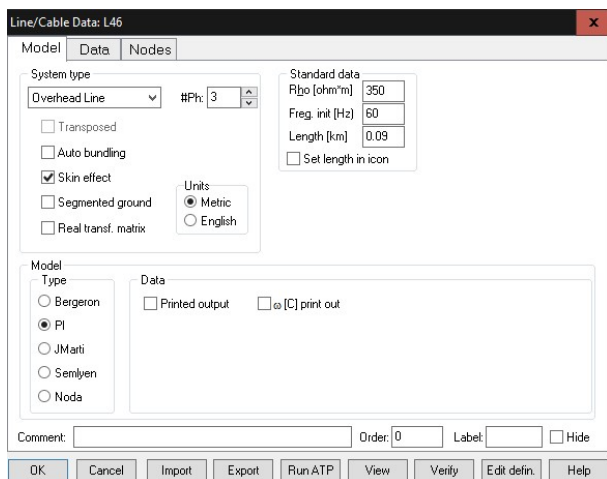 Line/Cable Data: L46
x
Model Data Nodes
System type
Overhead Line #Ph: 3
Transposed
Auto bundling
Skin effect
Segmented ground
Real transf. matrix
Units
Metric
English
Standard data
Rho [ohm*m] 350
Freq. init [Hz] 60
Length [km] 0.09
Set length in icon
Model
Type
Bergeron
PI
JMarti
Semlyen
Noda
Data
Printed output ω [C] print out
Comment: Order: 0 Label: Hide
OK Cancel Import Export Run ATP View Verify Edit defin. Help